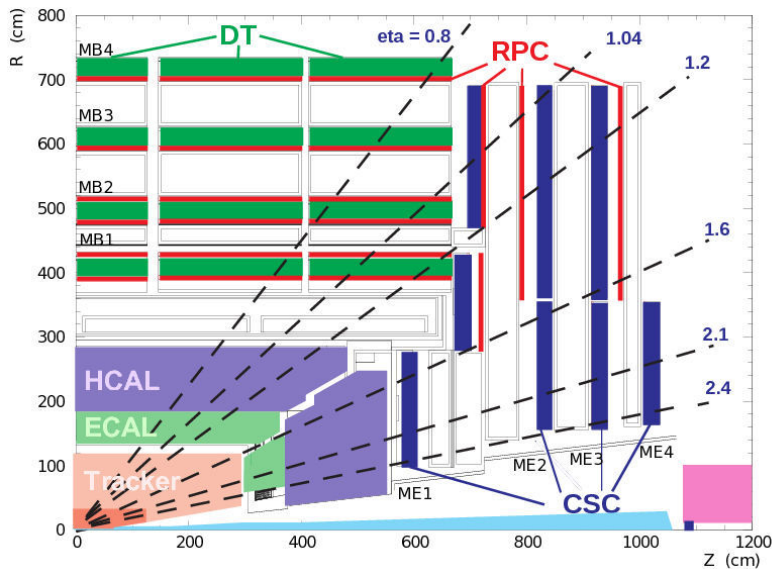 R (cm)
800
700
600
500
400
300
200
100
0
MB4
MB3
MB2
MB1
DT
eta = 0.8
RPC
1.04
1.2
1.6
2.1
2.4
HCAL
ECAL
Tracker
ME1
ME2
ME3
ME4
CSC
0
200
400
600
800
1000
1200
Z (cm)